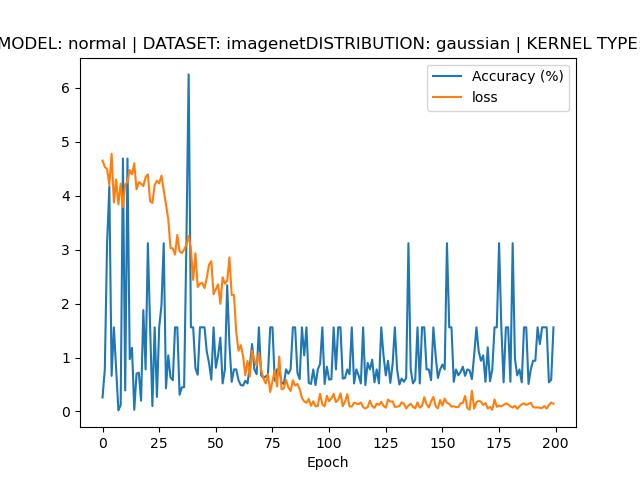 MODEL: normal | DATASET: imagenetDISTRIBUTION: gaussian | KERNEL TYPE
Accuracy (%)
loss
6
5
4
3
2
1
0
0 25 50 75 100 125 150 175 200
Epoch